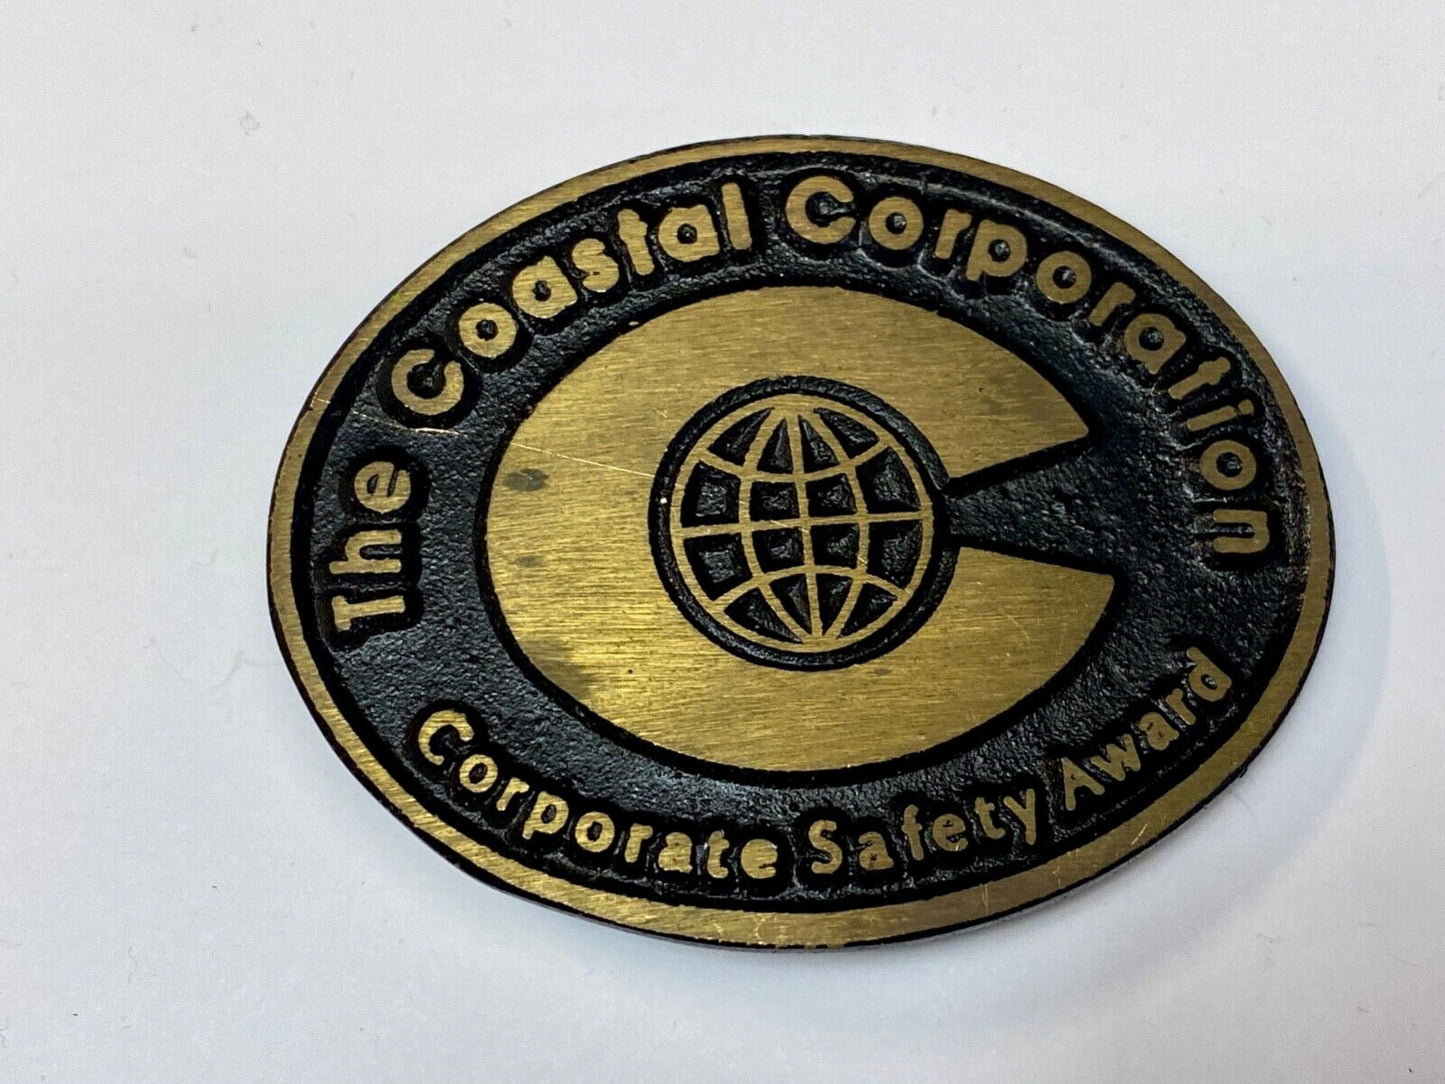 The Coastal Corporation
Corporate Safety Award